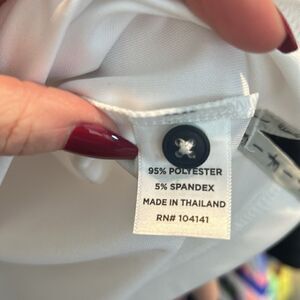 95% POLYESTER
5% SPANDEX
MADE IN THAILAND
RN# 104141